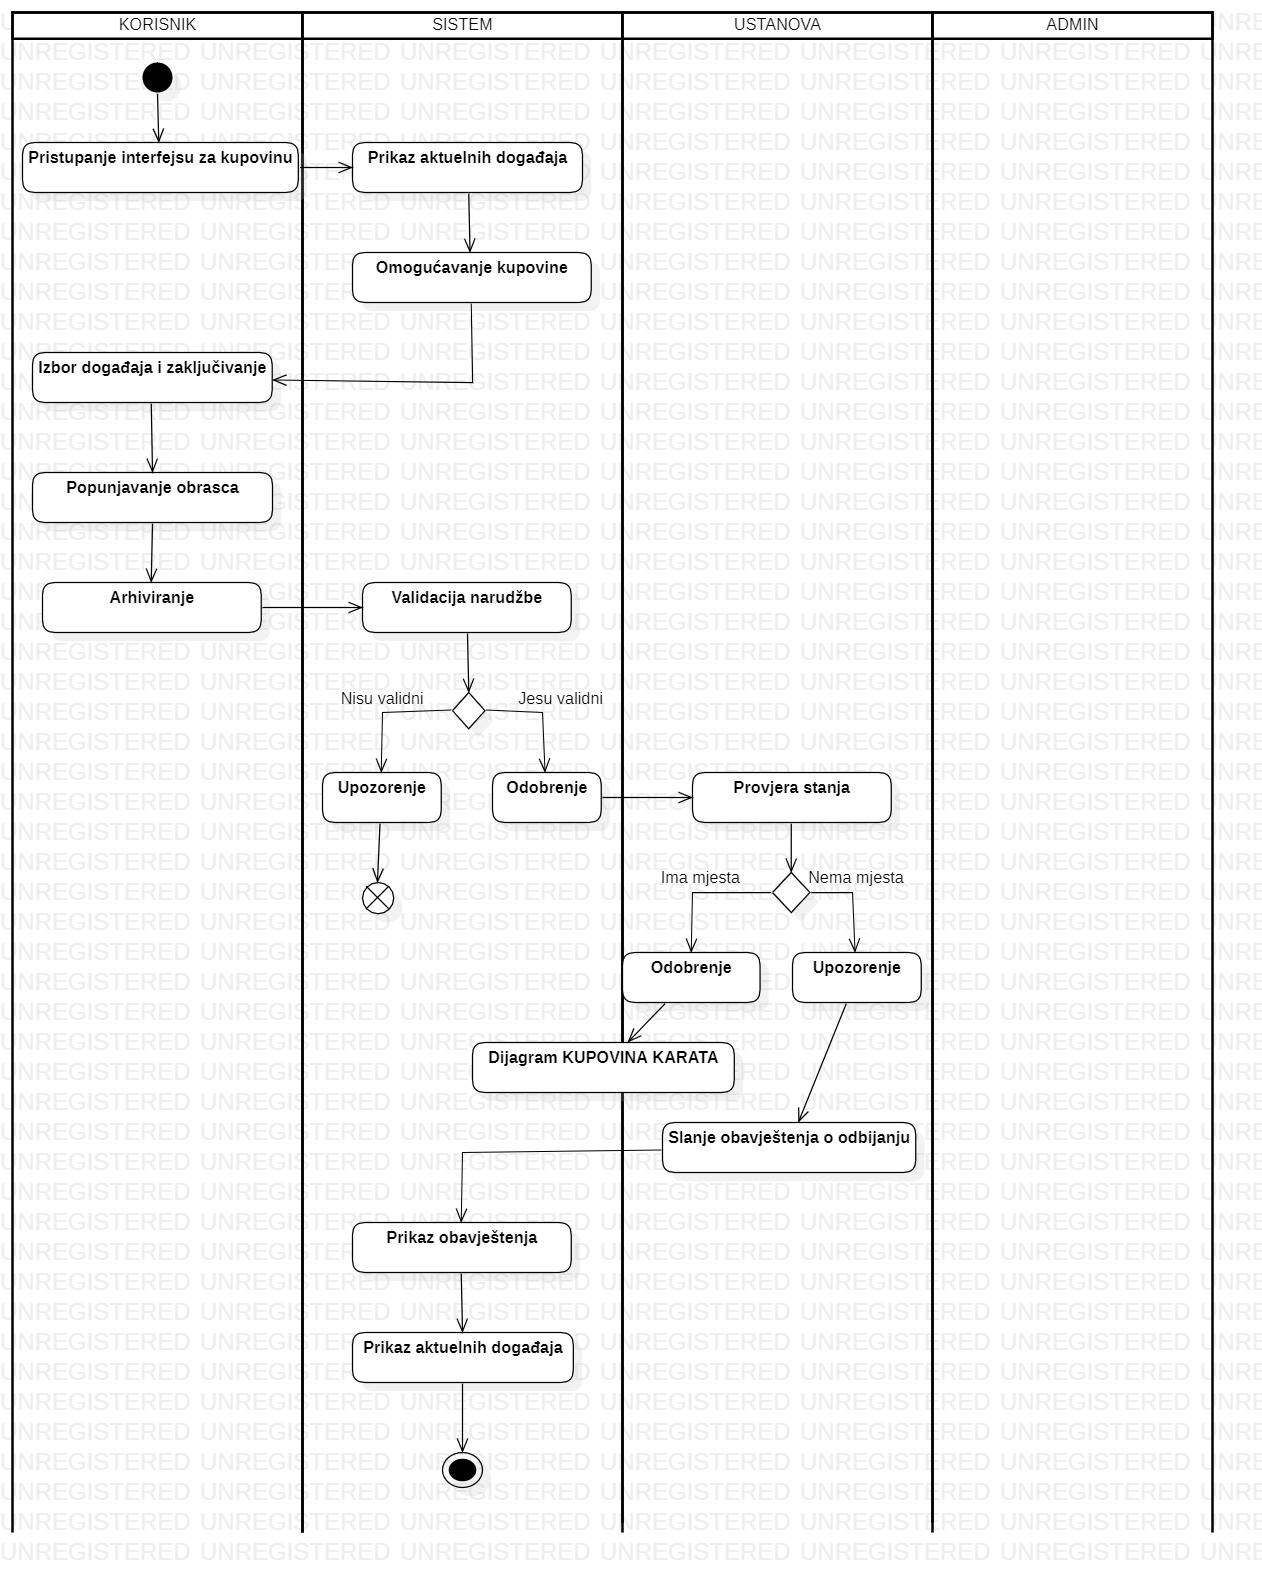 KORISNIK
SISTEM
USTANOVA
ADMIN
Pristupanje interfejsu za kupovinu
Prikaz aktuelnih događaja
Omogućavanje kupovine
Izbor događaja i zaključivanje
Popunjavanje obrasca
Arhiviranje
Validacija narudžbe
Nisu validni
Jesu validni
Upozorenje
Odobrenje
Provjera stanja
Ima mjesta
Nema mjesta
Odobrenje
Upozorenje
Dijagram KUPOVINA KARATA
Slanje obavještenja o odbijanju
Prikaz obavještenja
Prikaz aktuelnih događaja
UNREGISTERED UNREGISTERED UNREGISTERED UNREGISTERED UNREGISTERED UNREGISTERED UNRE